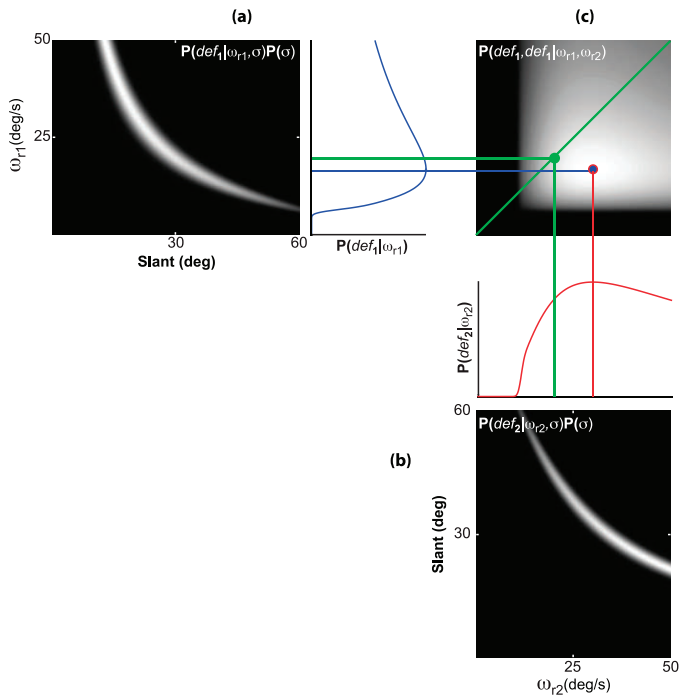 (a)
(c)
50
P(def1|ωr1,σ)P(σ)
P(def1,def1|ωr1,ωr2)
25
ωr1(deg/s)
30
60
Slant (deg)
P(def1|ωr1)
P(def2|ωr2)
(b)
60
P(def2|ωr2,σ)P(σ)
30
Slant (deg)
25
50
ωr2(deg/s)